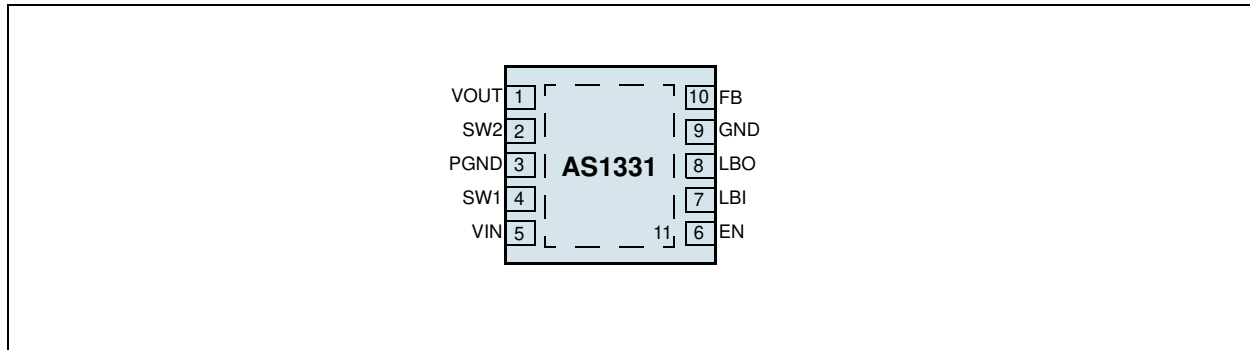 VOUT 1 10 FB
SW2 2 9 GND
PGND 3 AS1331 8 LBO
SW1 4 7 LBI
VIN 5 11 6 EN